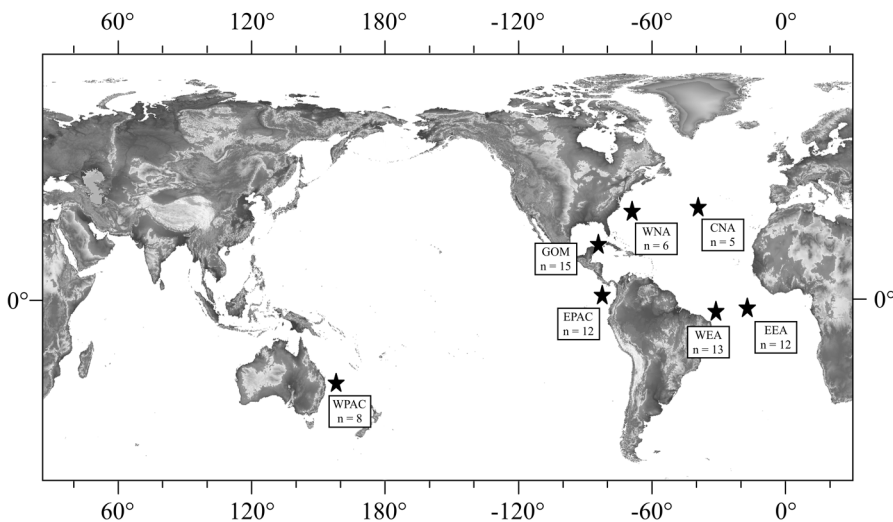 60° 120° 180° -120° -60° 0°
WNA
n = 6
CNA
n = 5
GOM
n = 15
0° 0°
EPAC
n = 12
WEA
n = 13
EEA
n = 12
WPAC
n = 8
60° 120° 180° -120° -60° 0°